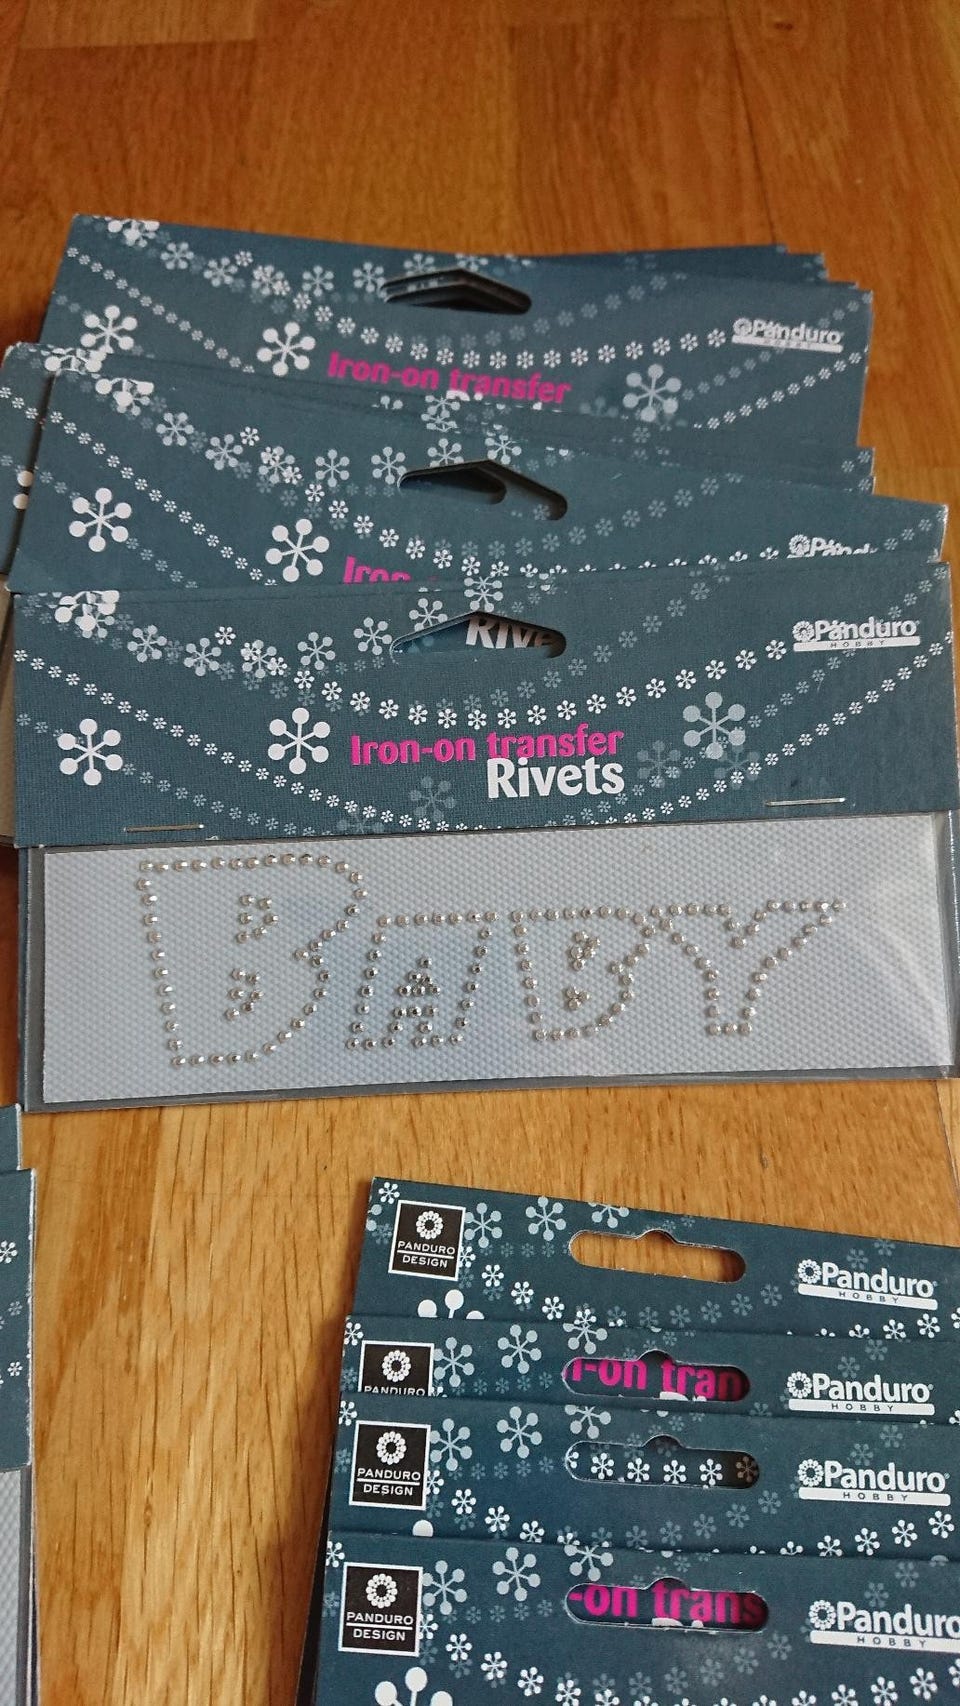 Panduro
HOBBY
Iron-on transfer
Iron
Rive
Panduro
HOBBY
Iron-on transfer
Rivets
BABY
PANDURO
DESIGN
Panduro
HOBBY
-on tran
PANDURO
Panduro
HOBBY
PANDURO
DESIGN
Panduro
HOBBY
-on trans
PANDURO
DESIGN
Panduro
HOBBY